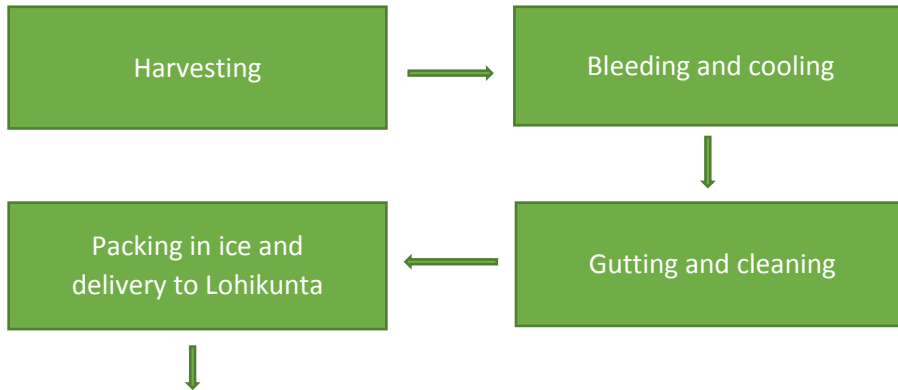 Harvesting
Bleeding and cooling
Gutting and cleaning
Packing in ice and
delivery to Lohikunta